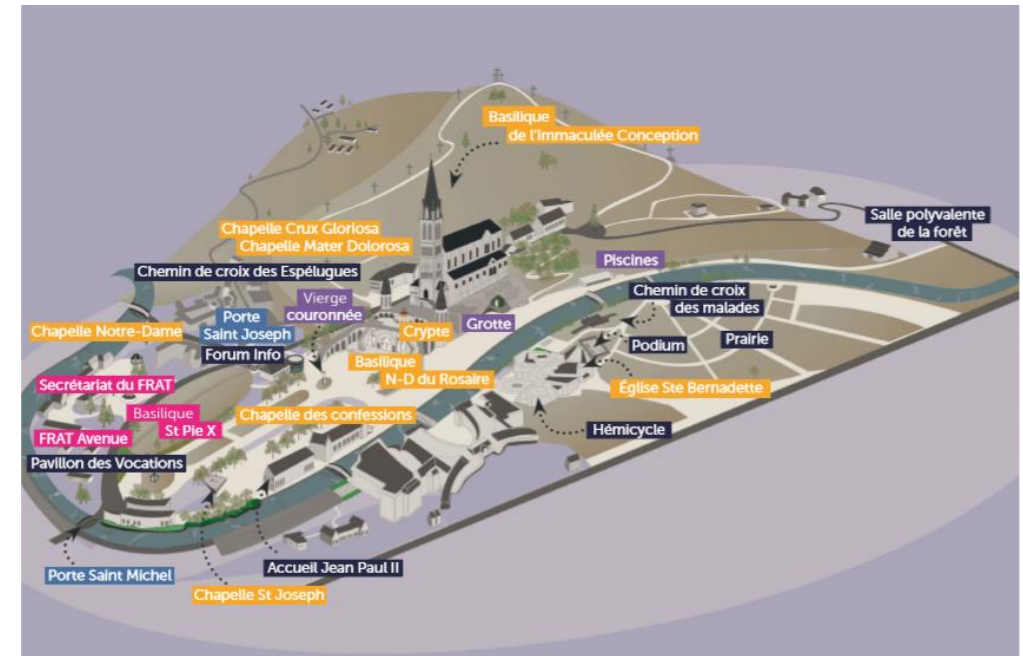 Basilique
de l'Immaculée Conception
Salle polyvalente
de la forêt
Chapelle Crux Gloriosa
Chapelle Mater Dolorosa
Chemin de croix des Espélugues
Piscines
Chemin de croix
des malades
Vierge
couronnée
Porte
Saint Joseph
Grotte
Chapelle Notre-Dame
Crypte
Podium
Prairie
Forum Info
Basilique
N-D du Rosaire
Secrétariat du FRAT
Église Ste Bernadette
Basilique
St Pie X
Chapelle des confessions
FRAT Avenue
Hémicycle
Pavillon des Vocations
Accueil Jean Paul II
Porte Saint Michel
Chapelle St Joseph